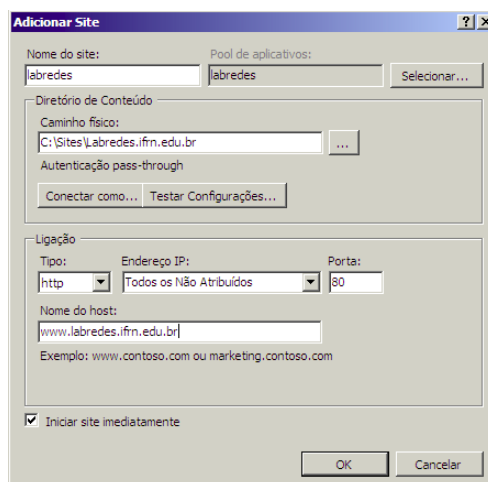 Adicionar Site
Nome do site: Pool de aplicativos:
labredes labredes Selecionar...
Diretório de Conteúdo
Caminho físico:
C:\Sites\Labredes.ifrn.edu.br ...
Autenticação pass-through
Conectar como... Testar Configurações...
Ligação
Tipo: Endereço IP: Porta:
http Todos os Não Atribuídos 80
Nome do host:
www.labredes.ifrn.edu.br
Exemplo: www.contoso.com ou marketing.contoso.com
Iniciar site imediatamente
OK Cancelar